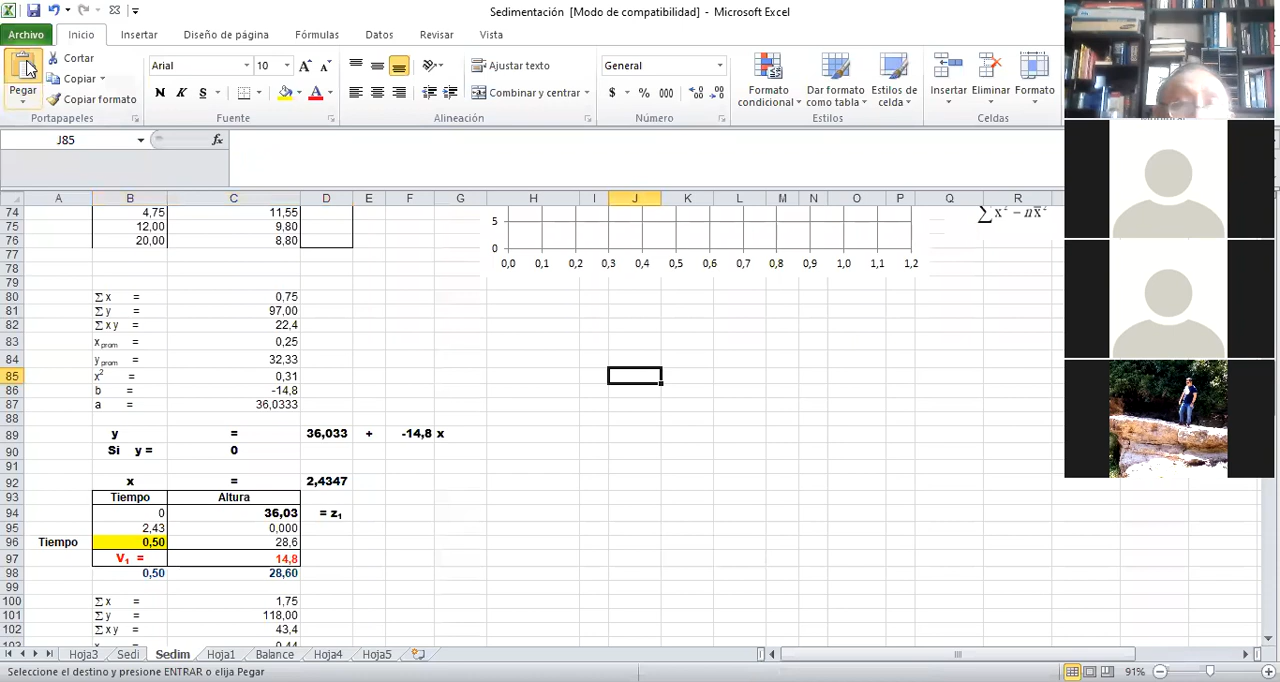 Sedimentación [Modo de compatibilidad] - Microsoft Excel
Archivo Inicio Insertar Diseño de página Fórmulas Datos Revisar Vista
Pegar Cortar Copiar Copiar formato Portapapeles
Arial 10 N K S Fuente
Ajustar texto Combinar y centrar Alineación
General $ % 000 Número
Formato condicional Dar formato como tabla Estilos de celda Estilos
Insertar Eliminar Formato Celdas
J85 fx
A B C D E F G H I J K L M N O P Q R
74 4,75 11,55
75 12,00 9,80
76 20,00 8,80
5
0
0,0 0,1 0,2 0,3 0,4 0,5 0,6 0,7 0,8 0,9 1,0 1,1 1,2
∑ x² − n x̄²
77
78
79
80 Σ x = 0,75
81 Σ y = 97,00
82 Σ x y = 22,4
83 x prom = 0,25
84 y prom = 32,33
85 x² = 0,31
86 b = -14,8
87 a = 36,0333
88
89 y = 36,033 + -14,8 x
90 Si y = 0
91
92 x = 2,4347
93 Tiempo Altura
94 0 36,03 = z₁
95 2,43 0,000
96 Tiempo 0,50 28,6
97 V₁ = 14,8
98 0,50 28,60
99
100 Σ x = 1,75
101 Σ y = 118,00
102 Σ x y = 43,4
103 0,44
Hoja3 Sedi Sedim Hoja1 Balance Hoja4 Hoja5
Seleccione el destino y presione ENTRAR o elija Pegar 91%